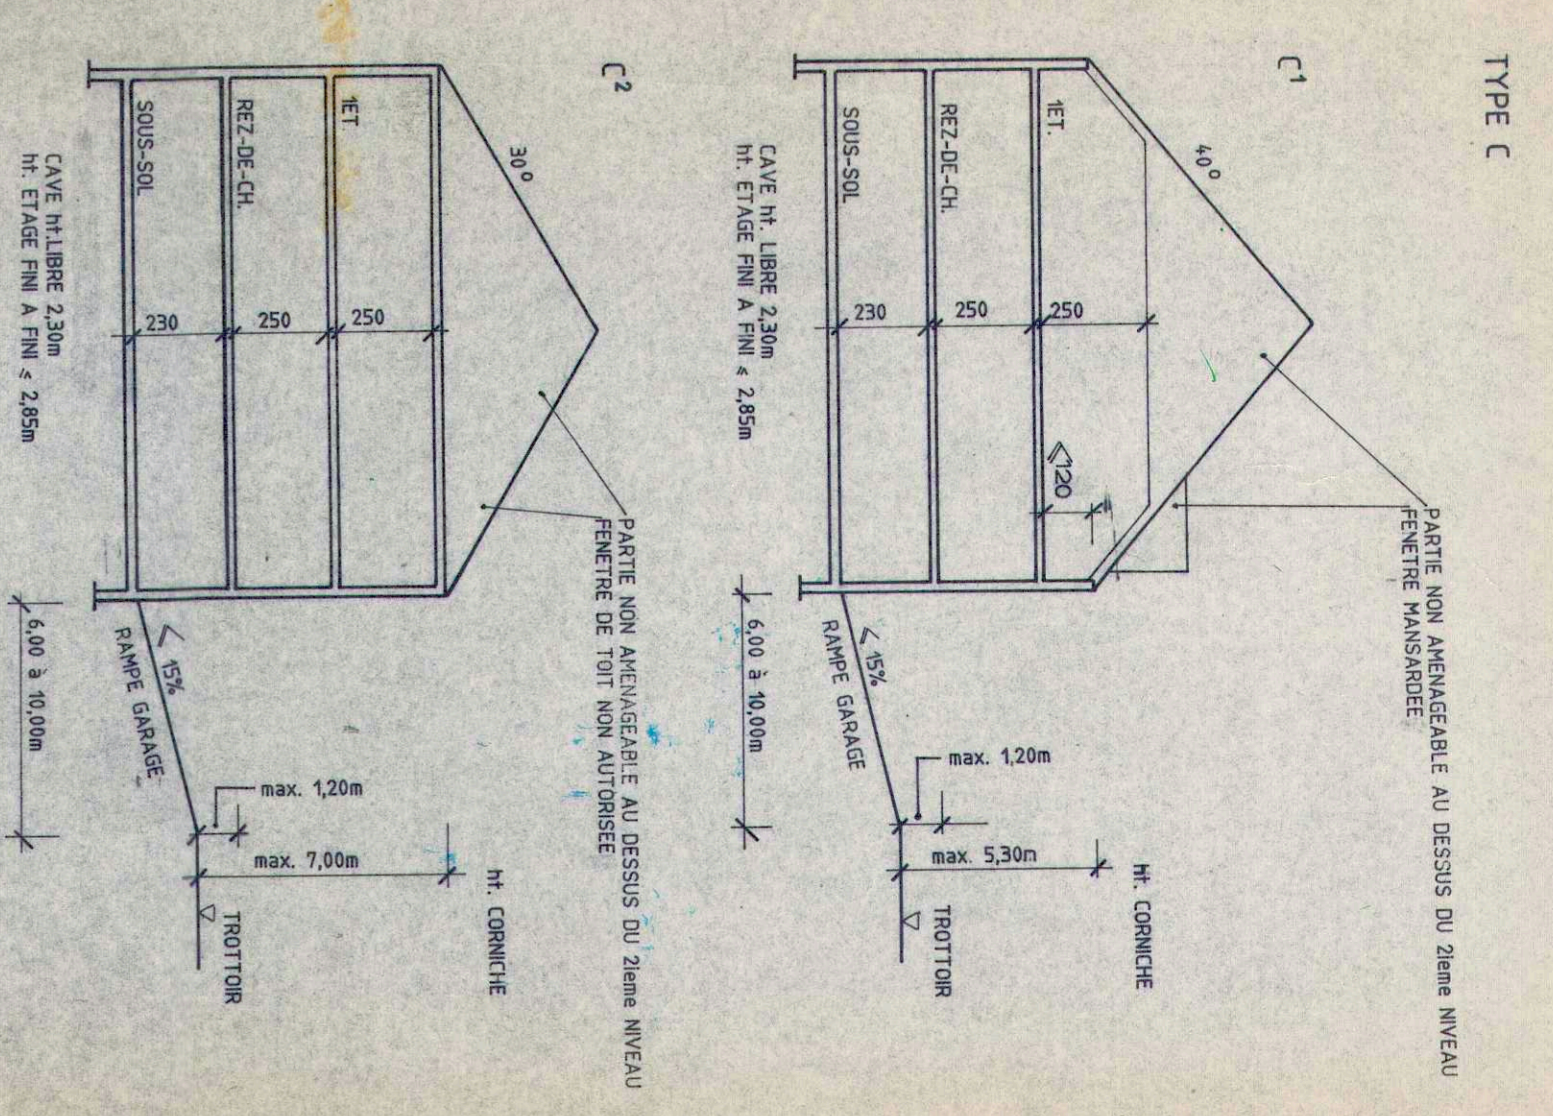 TYPE C
C1
40°
1ET.
REZ-DE-CH.
SOUS-SOL
250
250
230
≤120
CAVE ht. LIBRE 2,30m
ht. ETAGE FINI A FINI ≤ 2,85m
PARTIE NON AMENAGEABLE AU DESSUS DU 2ieme NIVEAU
FENETRE MANSARDEE
< 15%
RAMPE GARAGE
6,00 à 10,00m
max. 1,20m
max. 5,30m
ht. CORNICHE
TROTTOIR
C2
30°
1ET.
REZ-DE-CH.
SOUS-SOL
250
250
230
CAVE ht.LIBRE 2,30m
ht. ETAGE FINI A FINI ≤ 2,85m
PARTIE NON AMENAGEABLE AU DESSUS DU 2ieme NIVEAU
FENETRE DE TOIT NON AUTORISEE
< 15%
RAMPE GARAGE
6,00 à 10,00m
max. 1,20m
max. 7,00m
ht. CORNICHE
TROTTOIR